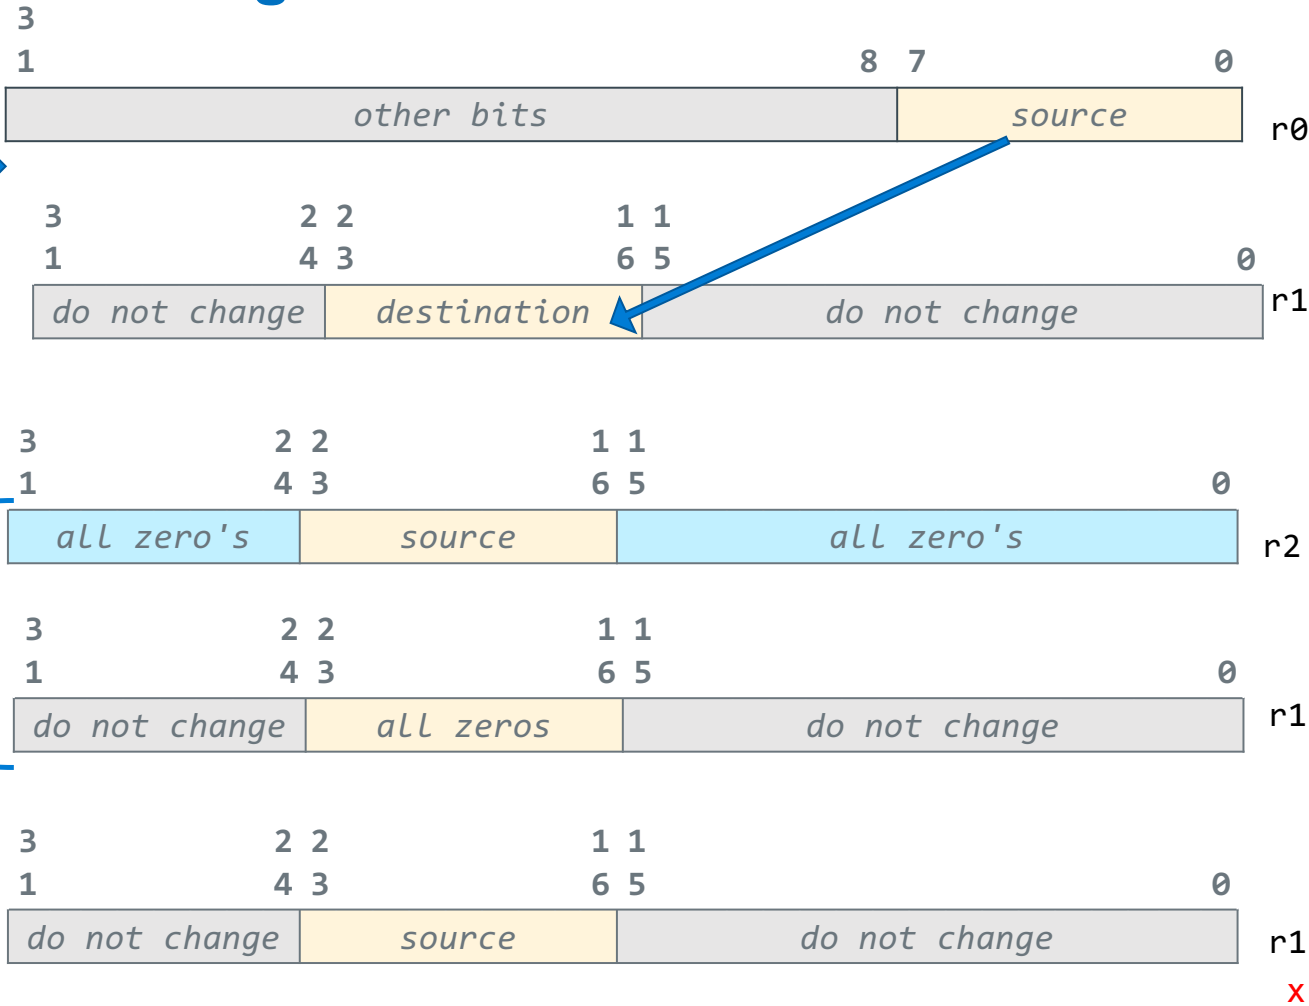 3
1 8 7 0
other bits source r0
3 2 2 1 1
1 4 3 6 5 0
do not change destination do not change r1
3 2 2 1 1
1 4 3 6 5 0
all zero's source all zero's r2
3 2 2 1 1
1 4 3 6 5 0
do not change all zeros do not change r1
3 2 2 1 1
1 4 3 6 5 0
do not change source do not change r1
x